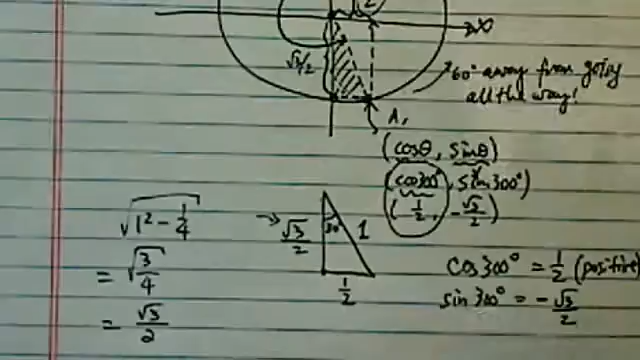 1/2
x
√3/2
60° away from going
all the way!
A,
(cosθ, sinθ)
(cos300°, sin300°)
(1/2, -√3/2)
√1² - 1/4
= √3/4
= √3/2
→ √3/2
30°
1
1/2
cos 300° = 1/2 (positive
sin 300° = -√3/2